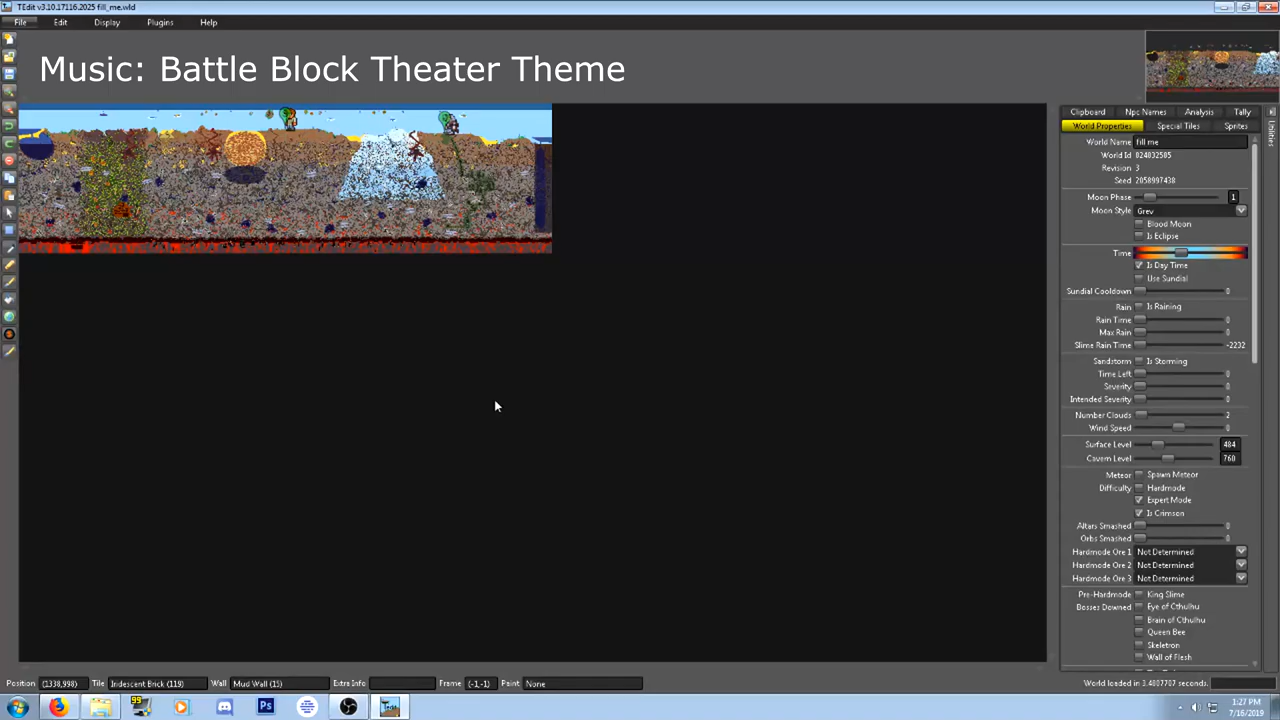 TEdit v3.10.17116.2025 fill_me.wld
File Edit Display Plugins Help
Music: Battle Block Theater Theme
Clipboard Npc Names Analysis Tally
World Properties Special Tiles Sprites
Utilities
World Name fill me
World Id 824032505
Revision 3
Seed 2058997438
Moon Phase 1
Moon Style Grey
Blood Moon
Is Eclipse
Time
Is Day Time
Use Sundial
Sundial Cooldown 0
Rain Is Raining
Rain Time 0
Max Rain 0
Slime Rain Time -2232
Sandstorm Is Storming
Time Left 0
Severity 0
Intended Severity 0
Number Clouds 2
Wind Speed 0
Surface Level 484
Cavern Level 760
Meteor Spawn Meteor
Difficulty Hardmode
Expert Mode
Is Crimson
Altars Smashed 0
Orbs Smashed 0
Hardmode Ore 1 Not Determined
Hardmode Ore 2 Not Determined
Hardmode Ore 3 Not Determined
Pre-Hardmode King Slime
Bosses Downed Eye of Cthulhu
Brain of Cthulhu
Queen Bee
Skeletron
Wall of Flesh
Position (1338,998) Tile Iridescent Brick (119) Wall Mud Wall (15) Extra Info Frame (-1,-1) Paint None
World loaded in 3.4807787 seconds.
99
Ps
1:27 PM
7/16/2019